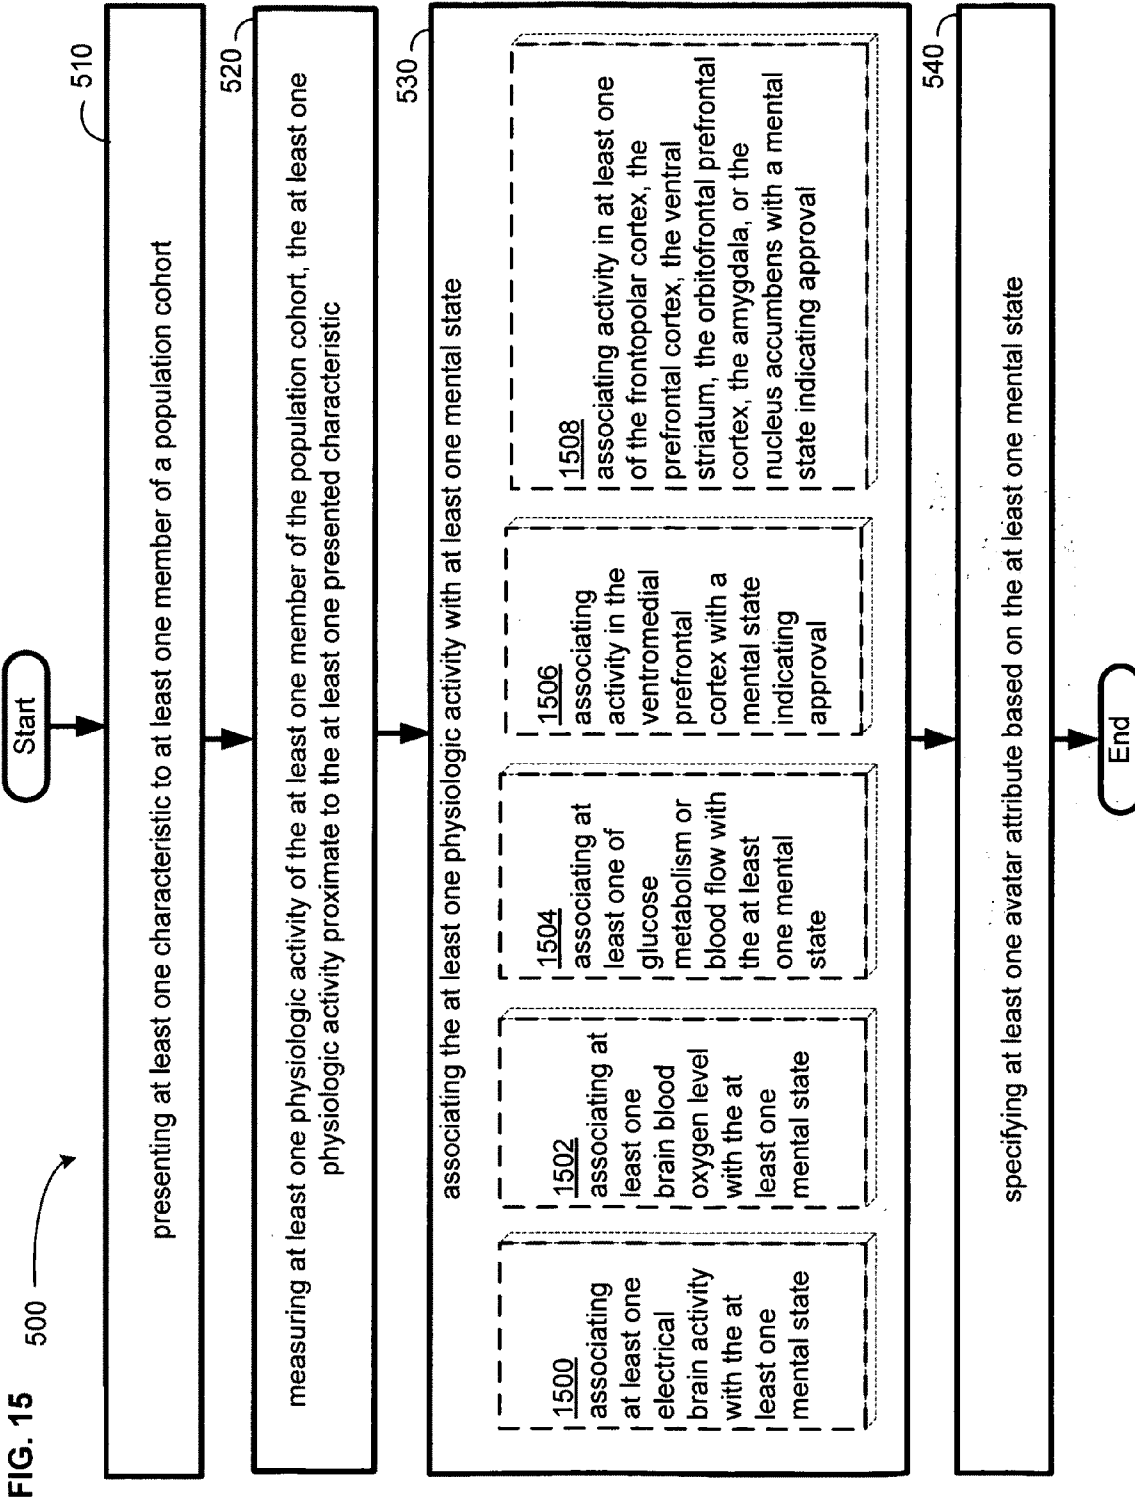 FIG. 15
500
Start
510
presenting at least one characteristic to at least one member of a population cohort
520
measuring at least one physiologic activity of the at least one member of the population cohort, the at least one
physiologic activity proximate to the at least one presented characteristic
530
associating the at least one physiologic activity with at least one mental state
1500
associating
at least one
electrical
brain activity
with the at
least one
mental state
1502
associating at
least one
brain blood
oxygen level
with the at
least one
mental state
1504
associating at
least one of
glucose
metabolism or
blood flow with
the at least
one mental
state
1506
associating
activity in the
ventromedial
prefrontal
cortex with a
mental state
indicating
approval
1508
associating activity in at least one
of the frontopolar cortex, the
prefrontal cortex, the ventral
striatum, the orbitofrontal prefrontal
cortex, the amygdala, or the
nucleus accumbens with a mental
state indicating approval
540
specifying at least one avatar attribute based on the at least one mental state
End